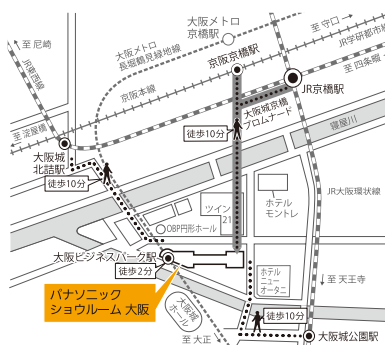 至 尼崎
JR東西線
至 淀屋橋
大阪メトロ
長堀鶴見緑地線
大阪メトロ
京橋駅
京阪本線
京阪京橋駅
至 守口
JR学研都市線
至 四条畷
JR京橋駅
大阪城京橋
プロムナード
徒歩10分
寝屋川
大阪城
北詰駅
徒歩10分
ツイン
21
OBP円形ホール
ホテル
モントレ
JR大阪環状線
大阪ビジネスパーク駅
徒歩2分
ホテル
ニュー
オータニ
至 天王寺
パナソニック
ショウルーム 大阪
大阪城
ホール
徒歩10分
至 大正
大阪城公園駅